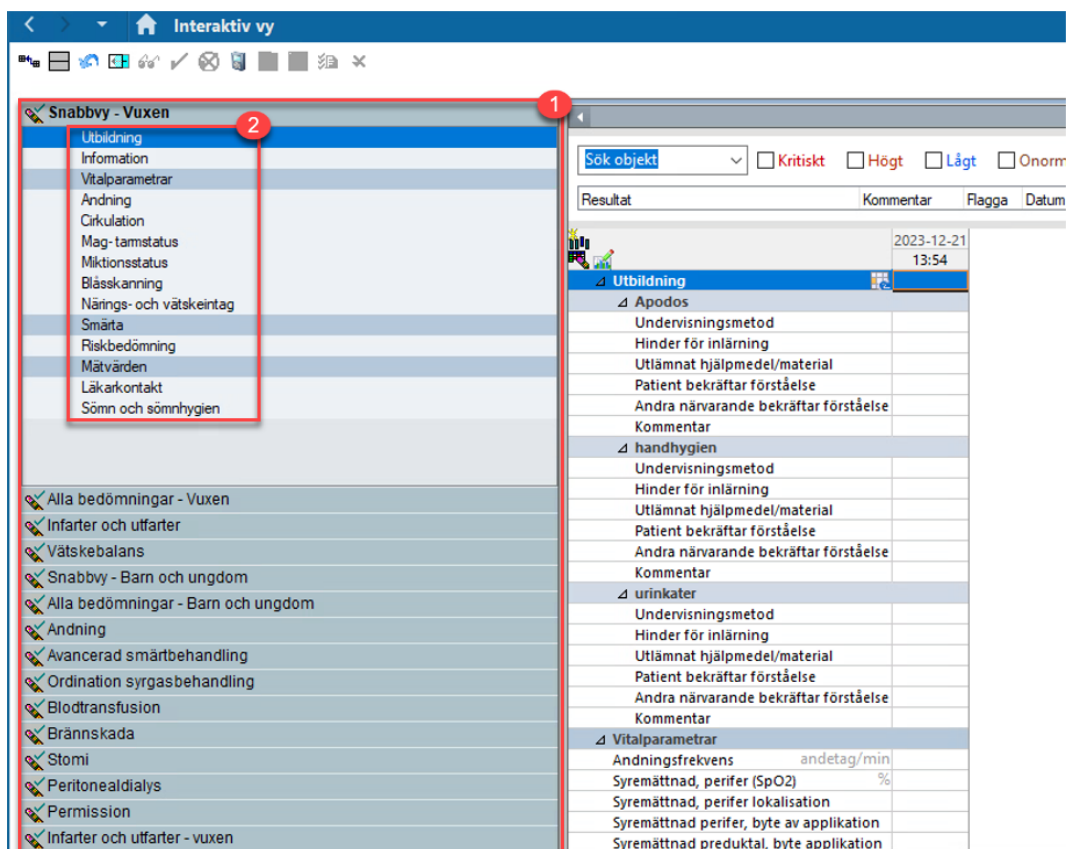 Interaktiv vy
1
Snabbvy - Vuxen
2
Utbildning
Information
Vitalparametrar
Andning
Cirkulation
Mag- tarmstatus
Miktionsstatus
Blåsskanning
Närings- och vätskeintag
Smärta
Riskbedömning
Mätvärden
Läkarkontakt
Sömn och sömnhygien
Alla bedömningar - Vuxen
Infarter och utfarter
Vätskebalans
Snabbvy - Barn och ungdom
Alla bedömningar - Barn och ungdom
Andning
Avancerad smärtbehandling
Ordination syrgasbehandling
Blodtransfusion
Brännskada
Stomi
Peritonealdialys
Permission
Infarter och utfarter - vuxen
Sök objekt Kritiskt Högt Lågt Onorm
Resultat Kommentar Flagga Datum
2023-12-21
13:54
Utbildning
Apodos
Undervisningsmetod
Hinder för inlärning
Utlämnat hjälpmedel/material
Patient bekräftar förståelse
Andra närvarande bekräftar förståelse
Kommentar
handhygien
Undervisningsmetod
Hinder för inlärning
Utlämnat hjälpmedel/material
Patient bekräftar förståelse
Andra närvarande bekräftar förståelse
Kommentar
urinkater
Undervisningsmetod
Hinder för inlärning
Utlämnat hjälpmedel/material
Patient bekräftar förståelse
Andra närvarande bekräftar förståelse
Kommentar
Vitalparametrar
Andningsfrekvens andetag/min
Syremättnad, perifer (SpO2) %
Syremättnad, perifer lokalisation
Syremättnad perifer, byte av applikation
Syremättnad preduktal, byte applikation